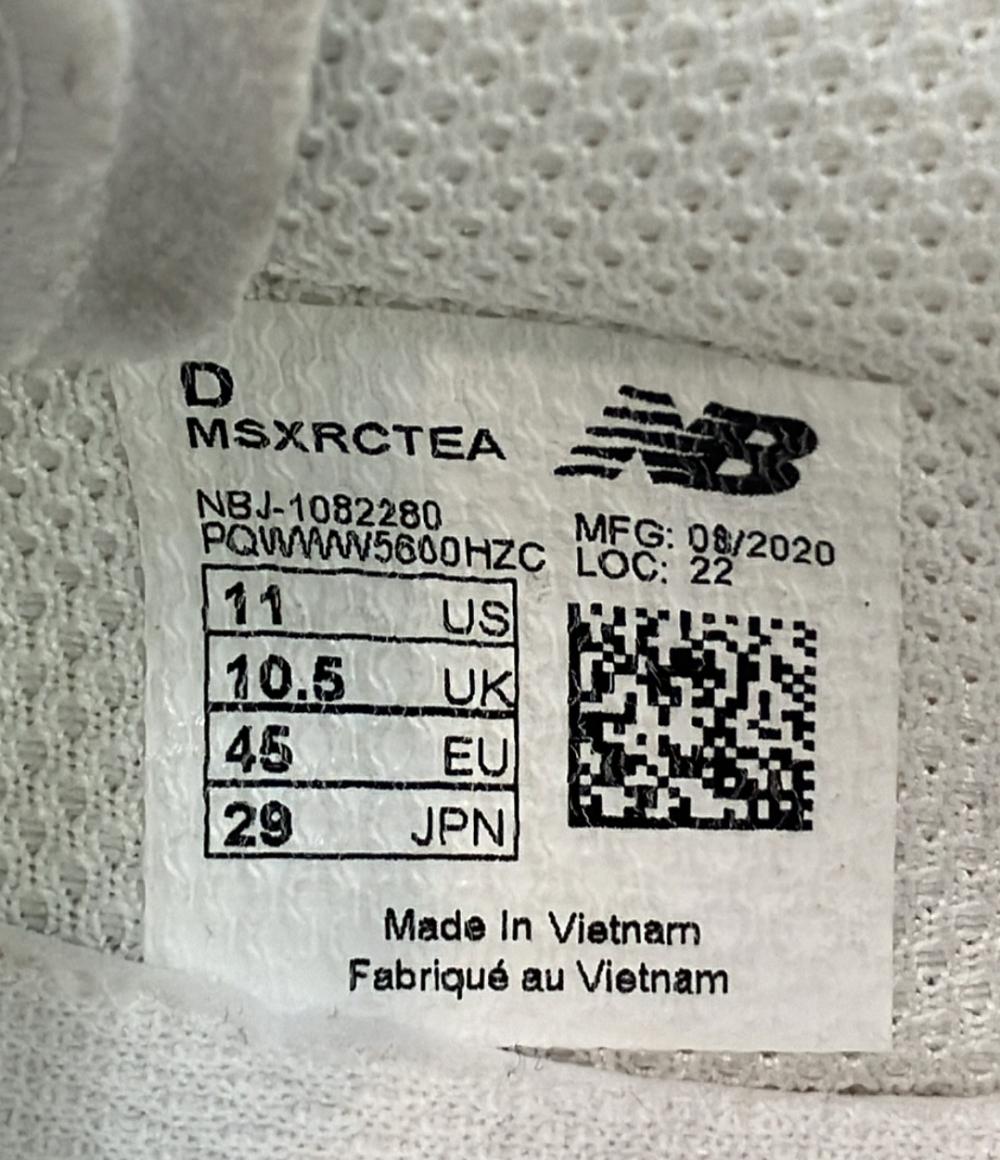 D
MSXRCTEA
NB
NBJ-1082280
PQWWW5600HZC
MFG: 08/2020
LOC: 22
11 US
10.5 UK
45 EU
29 JPN
Made In Vietnam
Fabriqué au Vietnam